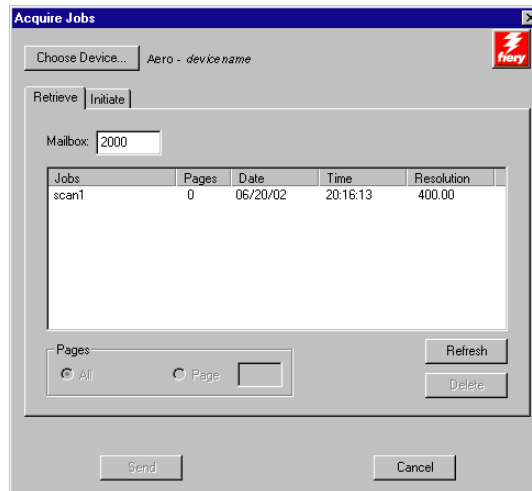 Acquire Jobs
Choose Device... Aero - devicename
fiery
Retrieve Initiate
Mailbox: 2000
Jobs Pages Date Time Resolution
scan1 0 06/20/02 20:16:13 400.00
Pages
All Page
Refresh
Delete
Send Cancel